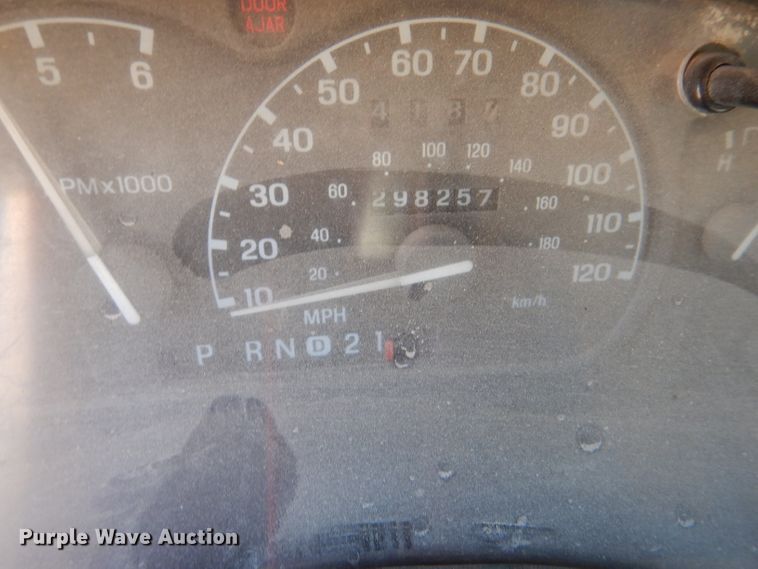 DOOR
AJAR
5 6
PMx1000
10 20 30 40 50 60 70 80 90 100 110 120
20 40 60 80 100 120 140 160 180
298257
MPH
km/h
P R N D 2 1
H
Purple Wave Auction